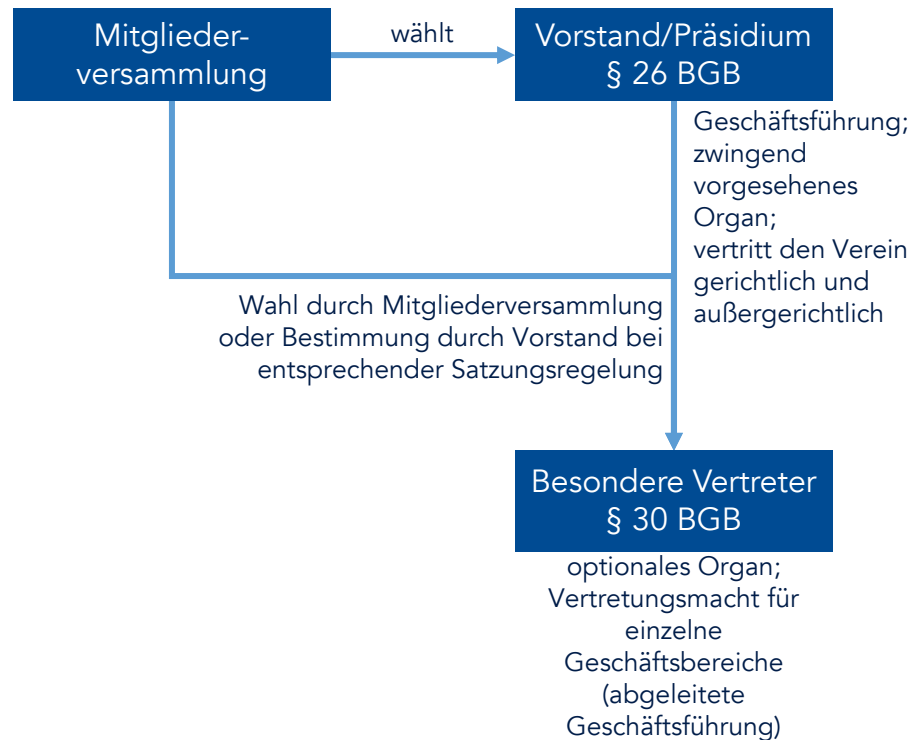 Mitglieder-
versammlung
wählt
Vorstand/Präsidium
§ 26 BGB
Geschäftsführung;
zwingend
vorgesehenes
Organ;
vertritt den Verein
gerichtlich und
außergerichtlich
Wahl durch Mitgliederversammlung
oder Bestimmung durch Vorstand bei
entsprechender Satzungsregelung
Besondere Vertreter
§ 30 BGB
optionales Organ;
Vertretungsmacht für
einzelne
Geschäftsbereiche
(abgeleitete
Geschäftsführung)